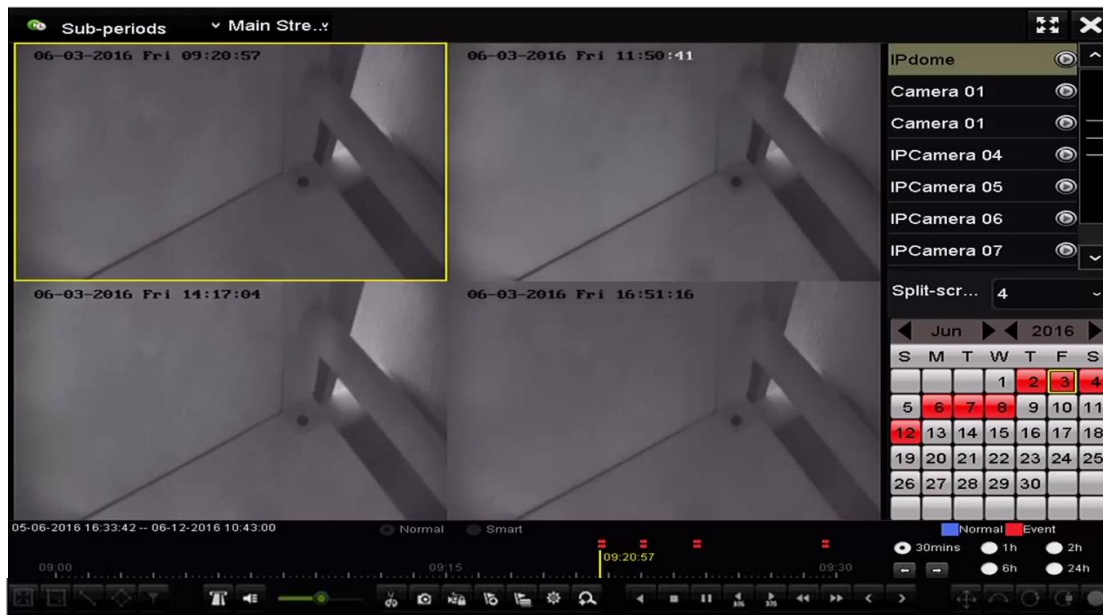 Sub-periods
Main Stre...
06-03-2016 Fri 09:20:57
06-03-2016 Fri 11:50:41
06-03-2016 Fri 14:17:04
06-03-2016 Fri 16:51:16
IPdome
Camera 01
Camera 01
IPCamera 04
IPCamera 05
IPCamera 06
IPCamera 07
Split-scr... 4
Jun 2016
S M T W T F S
1 2 3 4
5 6 7 8 9 10 11
12 13 14 15 16 17 18
19 20 21 22 23 24 25
26 27 28 29 30
Normal Event
05-06-2016 16:33:42 -- 06-12-2016 10:43:00
Normal Smart
09:20:57
09:00 09:15 09:30
30mins 1h 2h
6h 24h
30S 30S